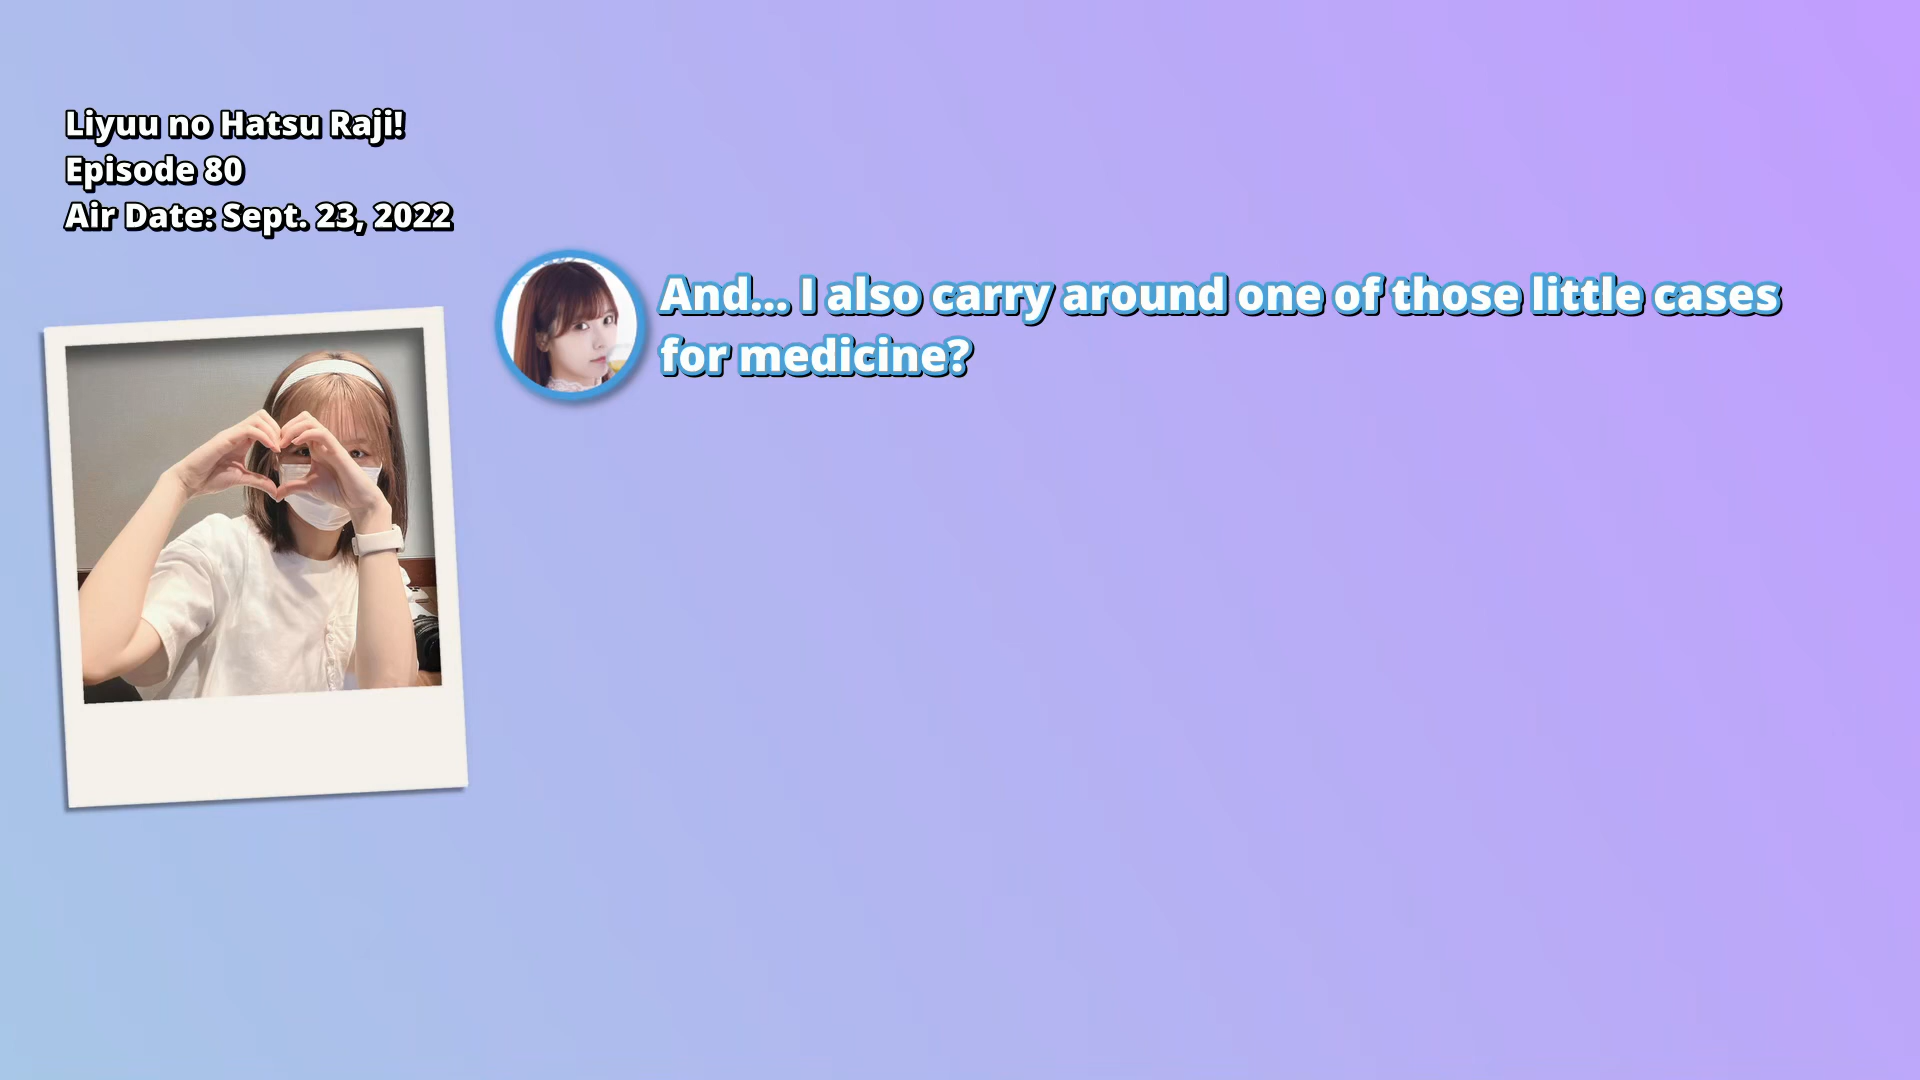 Liyuu no Hatsu Raji!
Episode 80
Air Date: Sept. 23, 2022
And... I also carry around one of those little cases
for medicine?